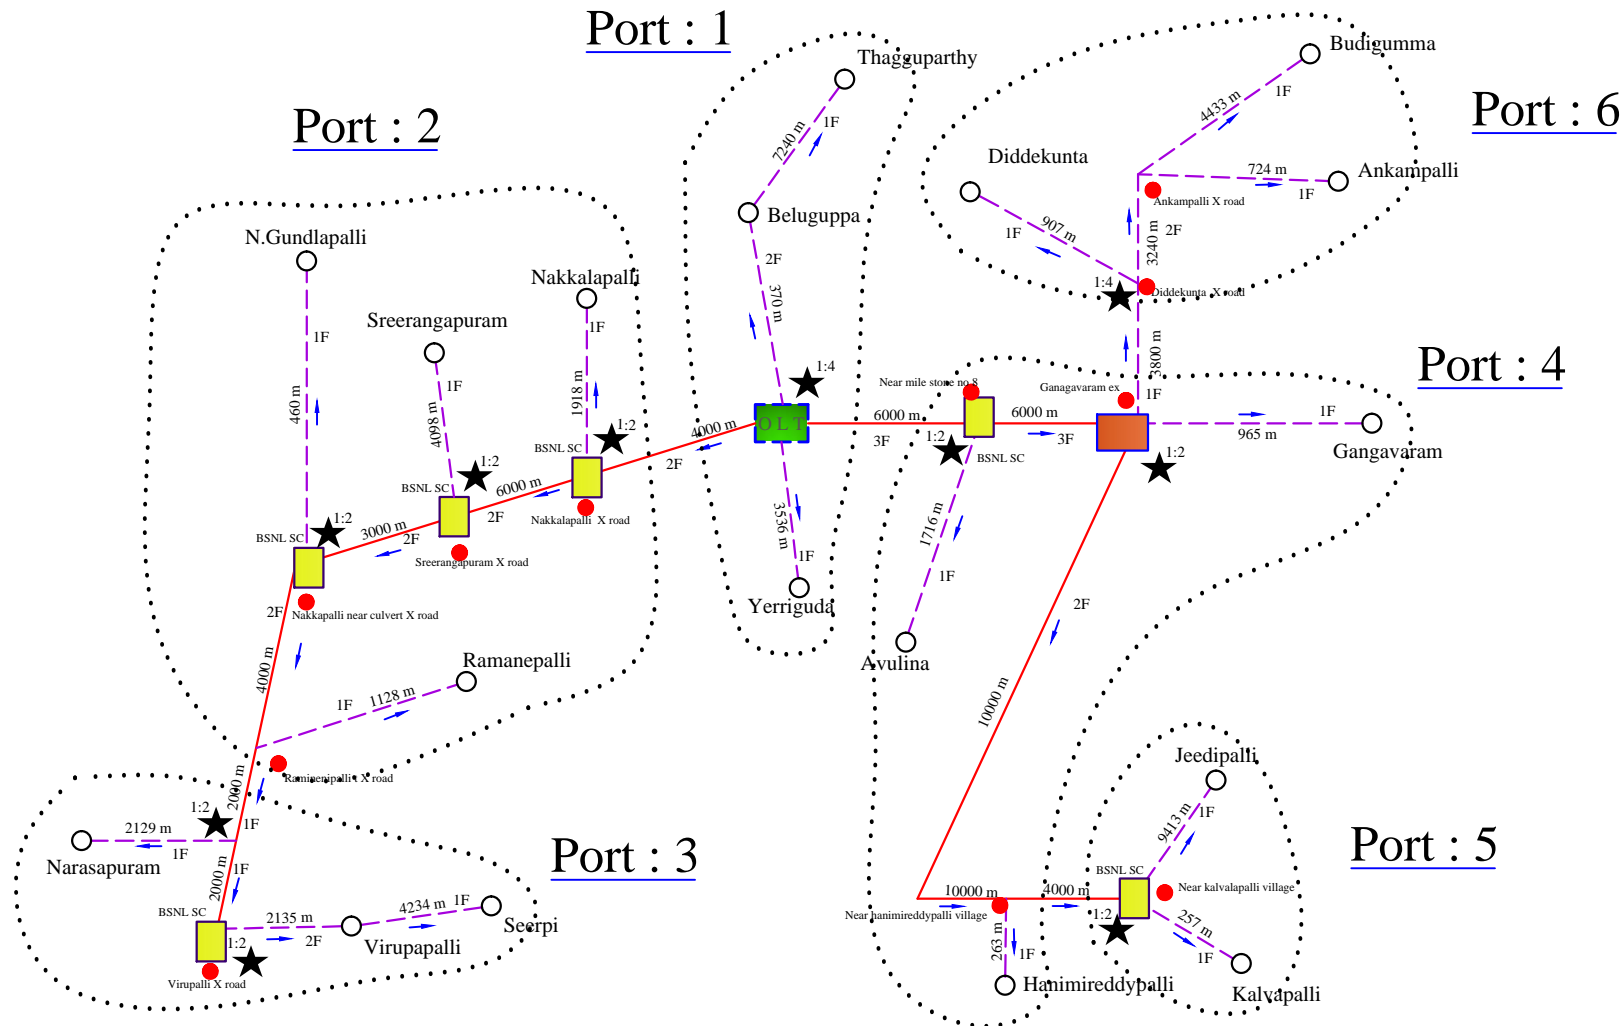 Port : 1
Thagguparthy
7240 m
1F
Beluguppa
2F
370 m
1:4
O L T
3536 m
1F
Yerriguda
Port : 2
N.Gundlapalli
1F
460 m
Sreerangapuram
1F
4098 m
Nakkalapalli
1F
1918 m
1:2
BSNL SC
4000 m
2F
Nakkalapalli X road
6000 m
2F
1:2
BSNL SC
Sreerangapuram X road
3000 m
2F
1:2
BSNL SC
Nakkapalli near culvert X road
2F
4000 m
Ramanepalli
1F
1128 m
Raminenipalli t X road
2000 m
1F
Port : 3
1:2
2129 m
1F
Narasapuram
2000 m
1F
BSNL SC
1:2
Virupalli X road
2135 m
2F
Virupapalli
4234 m
1F
Seerpi
Port : 6
Budigumma
4433 m
1F
Ankampalli
724 m
1F
Ankampalli X road
Diddekunta
907 m
1F
3240 m
2F
1:4
Diddekunta X road
3800 m
1F
Port : 4
6000 m
3F
Near mile stone no 8
1:2
BSNL SC
6000 m
3F
Ganagavaram ex
1:2
1F
965 m
Gangavaram
1716 m
1F
Avulina
2F
10000 m
10000 m
Near hanimireddypalli village
263 m
1F
Hanimireddypalli
4000 m
Port : 5
Jeedipalli
9413 m
1F
BSNL SC
1:2
Near kalvalapalli village
257 m
1F
Kalvapalli